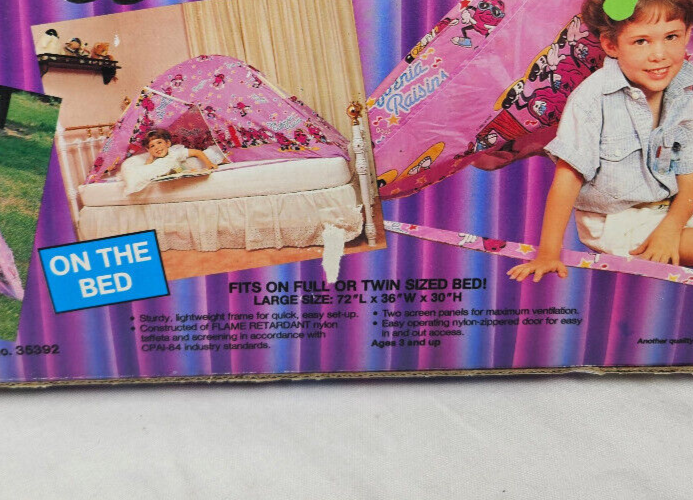 ornia
Raisins
ON THE
BED
FITS ON FULL OR TWIN SIZED BED!
LARGE SIZE: 72"L x 36"W x 30"H
• Sturdy, lightweight frame for quick, easy set-up.
• Constructed of FLAME RETARDANT nylon
taffeta and screening in accordance with
CPAI-84 industry standards.
• Two screen panels for maximum ventilation.
• Easy operating nylon-zippered door for easy
in and out access.
Ages 3 and up
o. 35392
Another quality